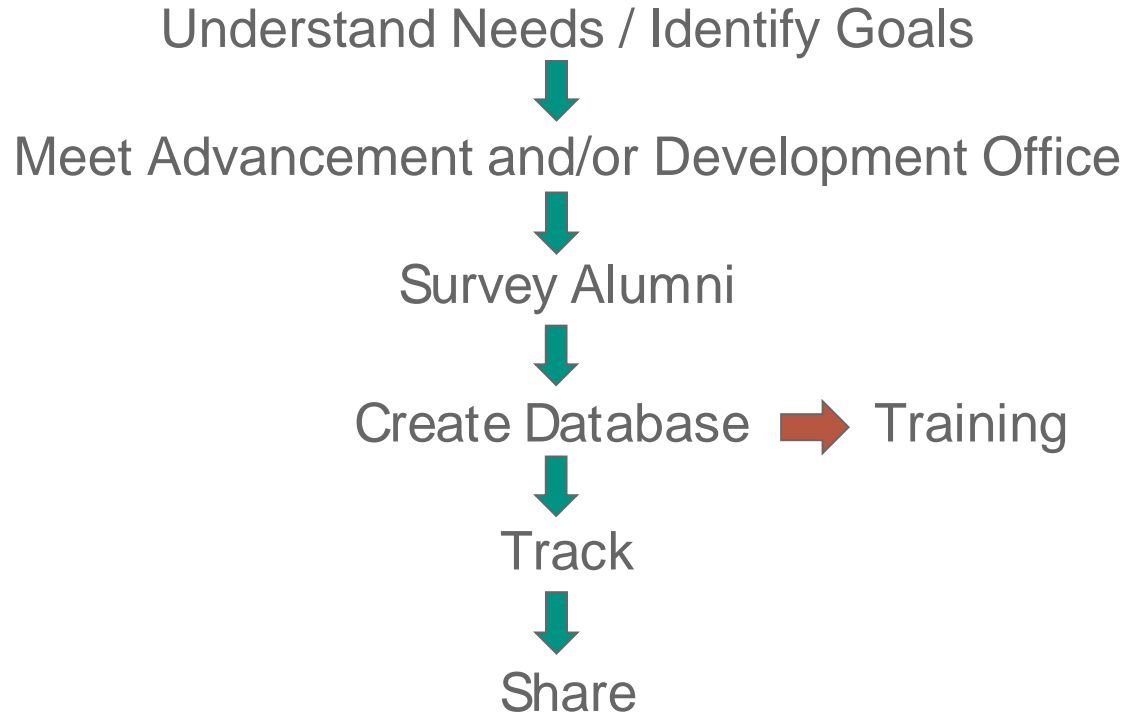 Understand Needs / Identify Goals
Meet Advancement and/or Development Office
Survey Alumni
Create Database
Training
Track
Share